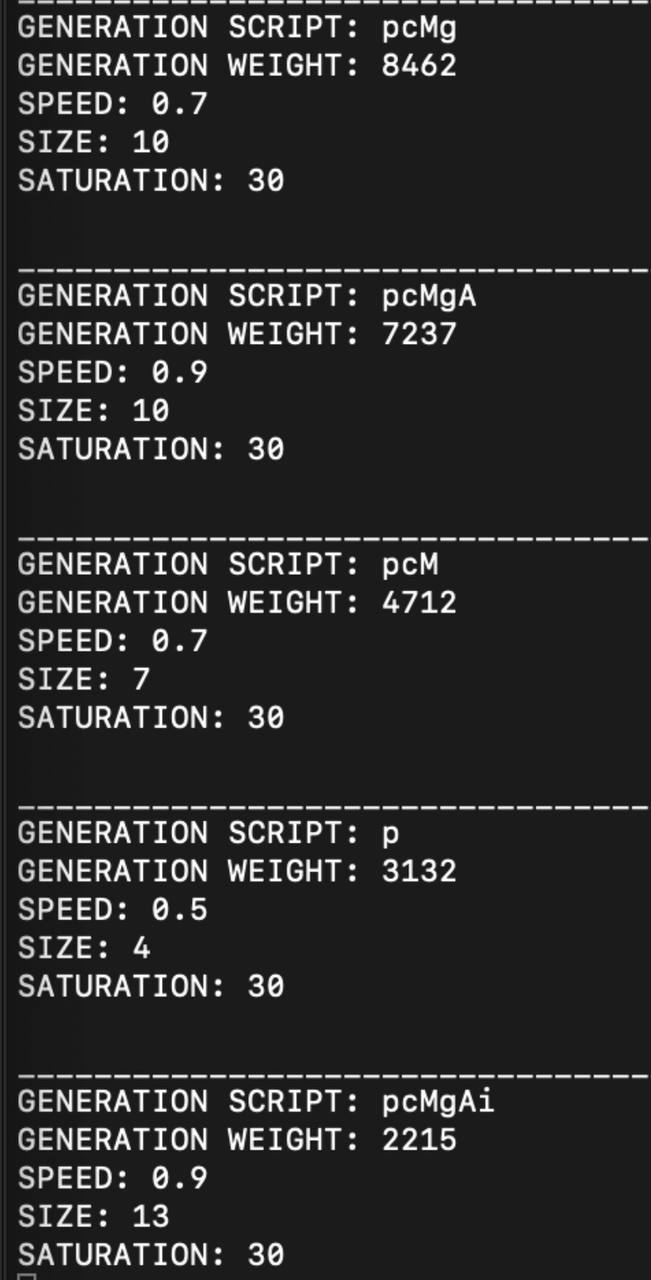 GENERATION SCRIPT: pcMg
GENERATION WEIGHT: 8462
SPEED: 0.7
SIZE: 10
SATURATION: 30
---------------------------------
GENERATION SCRIPT: pcMgA
GENERATION WEIGHT: 7237
SPEED: 0.9
SIZE: 10
SATURATION: 30
---------------------------------
GENERATION SCRIPT: pcM
GENERATION WEIGHT: 4712
SPEED: 0.7
SIZE: 7
SATURATION: 30
---------------------------------
GENERATION SCRIPT: p
GENERATION WEIGHT: 3132
SPEED: 0.5
SIZE: 4
SATURATION: 30
---------------------------------
GENERATION SCRIPT: pcMgAi
GENERATION WEIGHT: 2215
SPEED: 0.9
SIZE: 13
SATURATION: 30